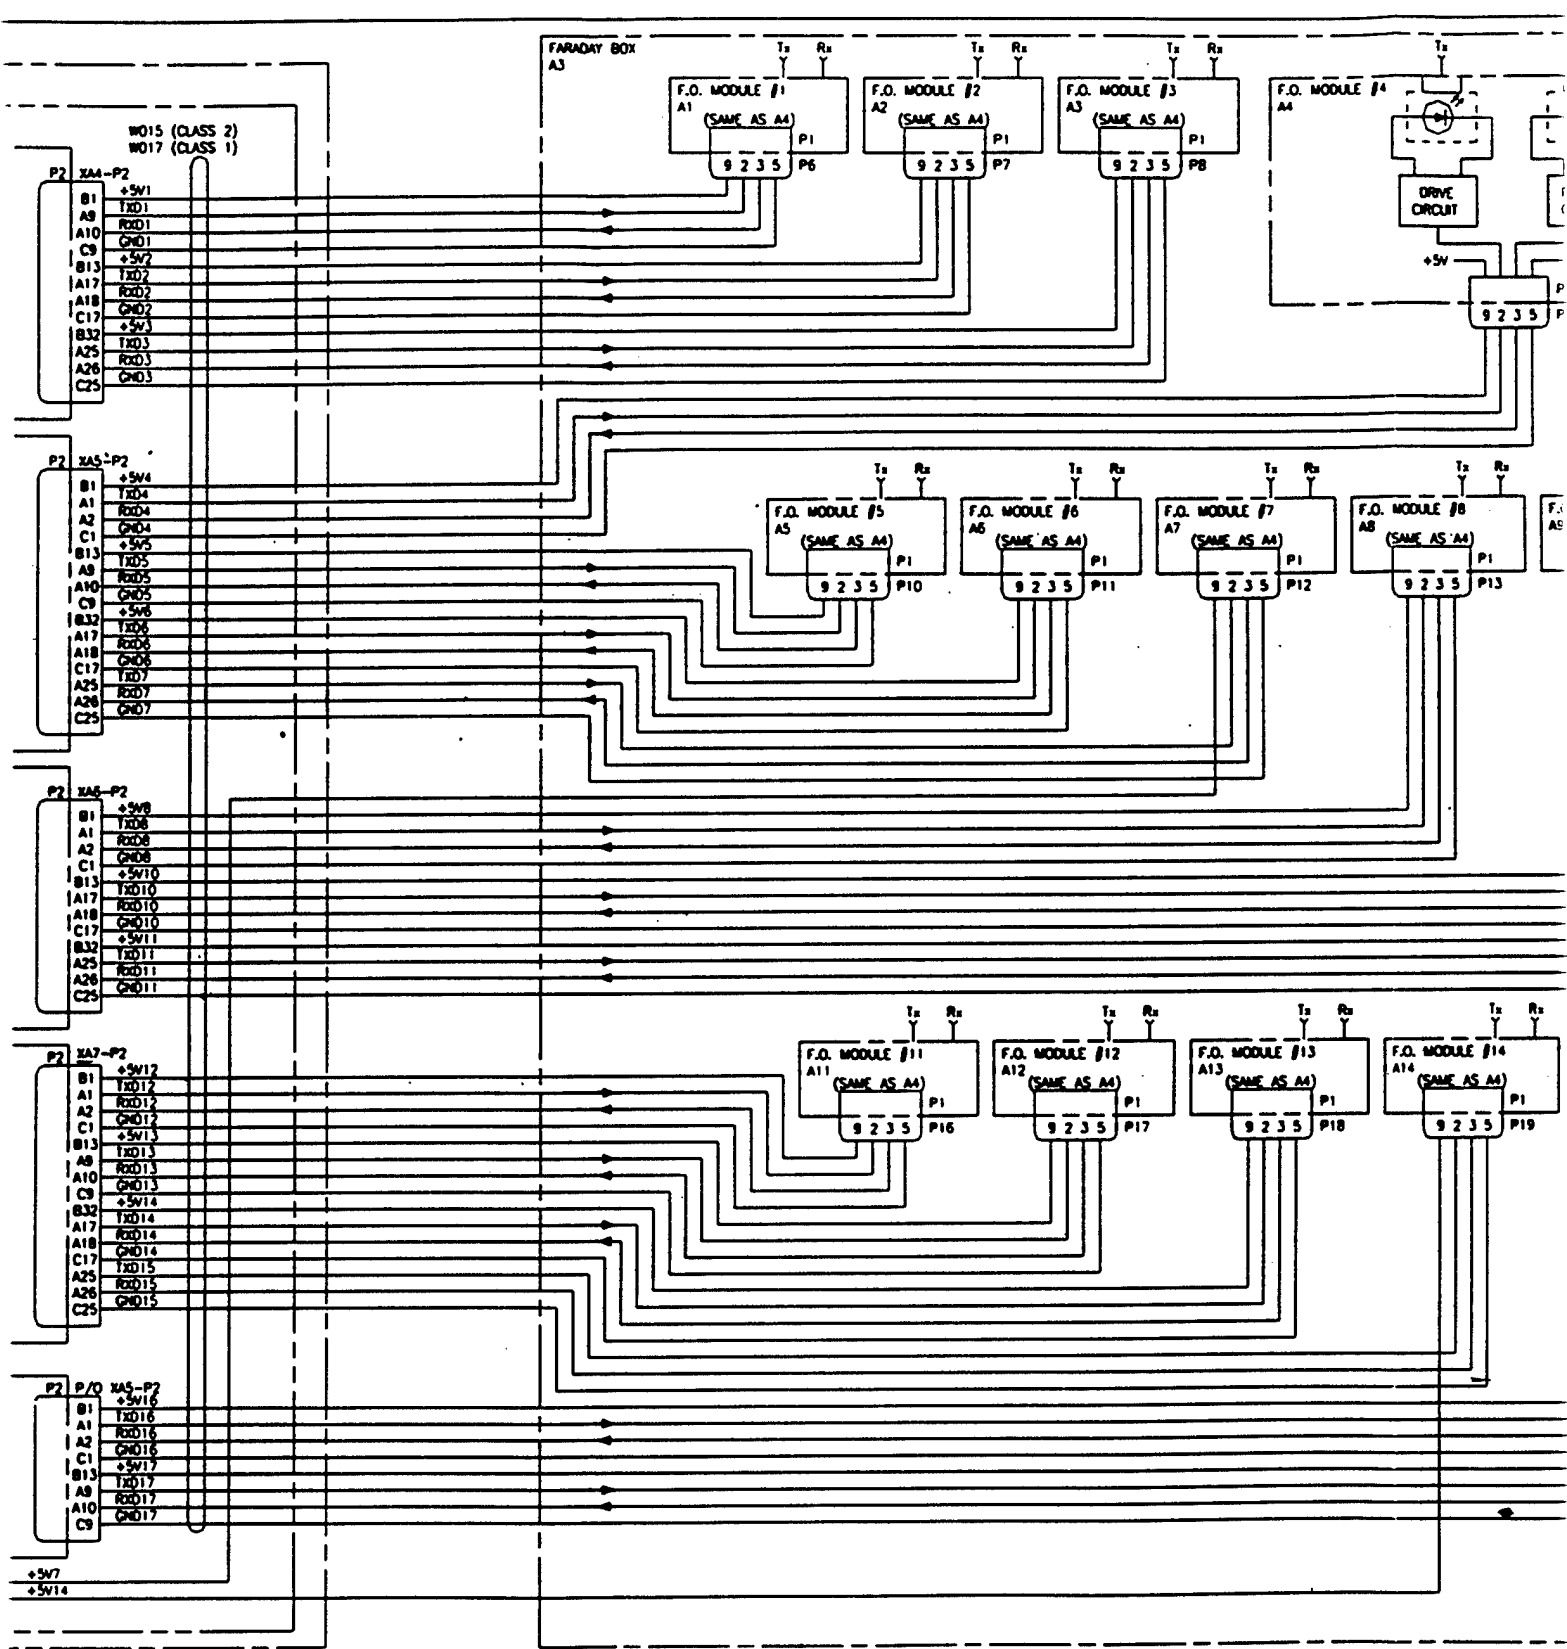 FARADAY BOX
A3
Tx Rx
Tx Rx
Tx Rx
Tx
F.O. MODULE #1
A1
(SAME AS A4)
P1
9 2 3 5 P6
F.O. MODULE #2
A2
(SAME AS A4)
P1
9 2 3 5 P7
F.O. MODULE #3
A3
(SAME AS A4)
P1
9 2 3 5 P8
F.O. MODULE #4
A4
DRIVE
CIRCUIT
+5V
P
9 2 3 5 P
W015 (CLASS 2)
W017 (CLASS 1)
P2 XA4-P2
B1 +5V1
A9 TXD1
A10 RXD1
C9 GND1
B13 +5V2
A17 TXD2
A18 RXD2
C17 GND2
B32 +5V3
A25 TXD3
A26 RXD3
C25 GND3
P2 XA5-P2
B1 +5V4
A1 TXD4
A2 RXD4
C1 GND4
B13 +5V5
A9 TXD5
A10 RXD5
C9 GND5
B32 +5V6
A17 TXD6
A18 RXD6
C17 GND6
A25 TXD7
A26 RXD7
C25 GND7
Tx Rx
Tx Rx
Tx Rx
Tx Rx
F.O. MODULE #5
A5
(SAME AS A4)
P1
9 2 3 5 P10
F.O. MODULE #6
A6
(SAME AS A4)
P1
9 2 3 5 P11
F.O. MODULE #7
A7
(SAME AS A4)
P1
9 2 3 5 P12
F.O. MODULE #8
A8
(SAME AS A4)
P1
9 2 3 5 P13
F.
A9
P2 XA6-P2
B1 +5V8
A1 TXD8
A2 RXD8
C1 GND8
B13 +5V10
A17 TXD10
A18 RXD10
C17 GND10
B32 +5V11
A25 TXD11
A26 RXD11
C25 GND11
Tx Rx
Tx Rx
Tx Rx
Tx Rx
F.O. MODULE #11
A11
(SAME AS A4)
P1
9 2 3 5 P16
F.O. MODULE #12
A12
(SAME AS A4)
P1
9 2 3 5 P17
F.O. MODULE #13
A13
(SAME AS A4)
P1
9 2 3 5 P18
F.O. MODULE #14
A14
(SAME AS A4)
P1
9 2 3 5 P19
P2 XA7-P2
B1 +5V12
A1 TXD12
A2 RXD12
C1 GND12
B13 +5V13
A9 TXD13
A10 RXD13
C9 GND13
B32 +5V14
A17 TXD14
A18 RXD14
C17 GND14
A25 TXD15
A26 RXD15
C25 GND15
P2 P/O XA5-P2
B1 +5V16
A1 TXD16
A2 RXD16
C1 GND16
B13 +5V17
A9 TXD17
A10 RXD17
C9 GND17
+5V7
+5V14